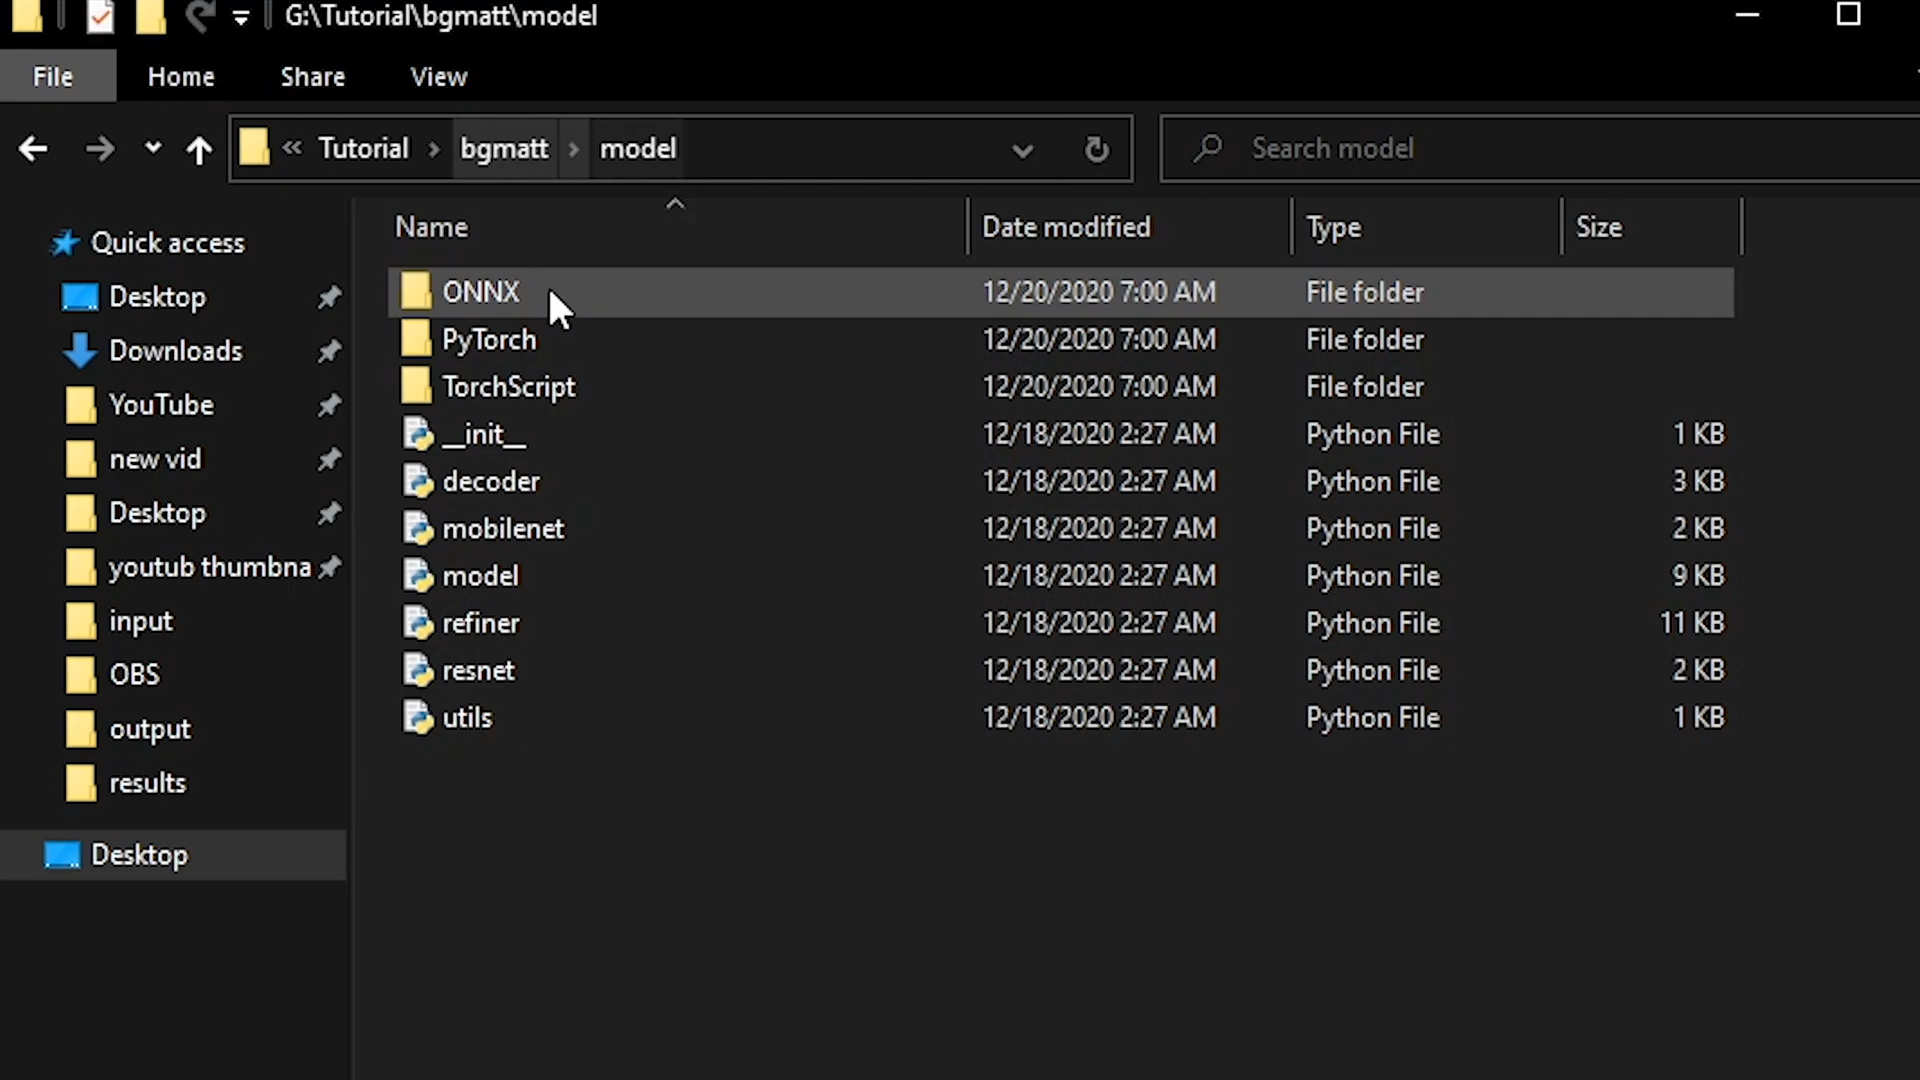 G:\Tutorial\bgmatt\model
File Home Share View
« Tutorial > bgmatt > model Search model
Name Date modified Type Size
Quick access
Desktop
Downloads
YouTube
new vid
Desktop
youtub thumbna
input
OBS
output
results
Desktop
ONNX 12/20/2020 7:00 AM File folder
PyTorch 12/20/2020 7:00 AM File folder
TorchScript 12/20/2020 7:00 AM File folder
__init__ 12/18/2020 2:27 AM Python File 1 KB
decoder 12/18/2020 2:27 AM Python File 3 KB
mobilenet 12/18/2020 2:27 AM Python File 2 KB
model 12/18/2020 2:27 AM Python File 9 KB
refiner 12/18/2020 2:27 AM Python File 11 KB
resnet 12/18/2020 2:27 AM Python File 2 KB
utils 12/18/2020 2:27 AM Python File 1 KB